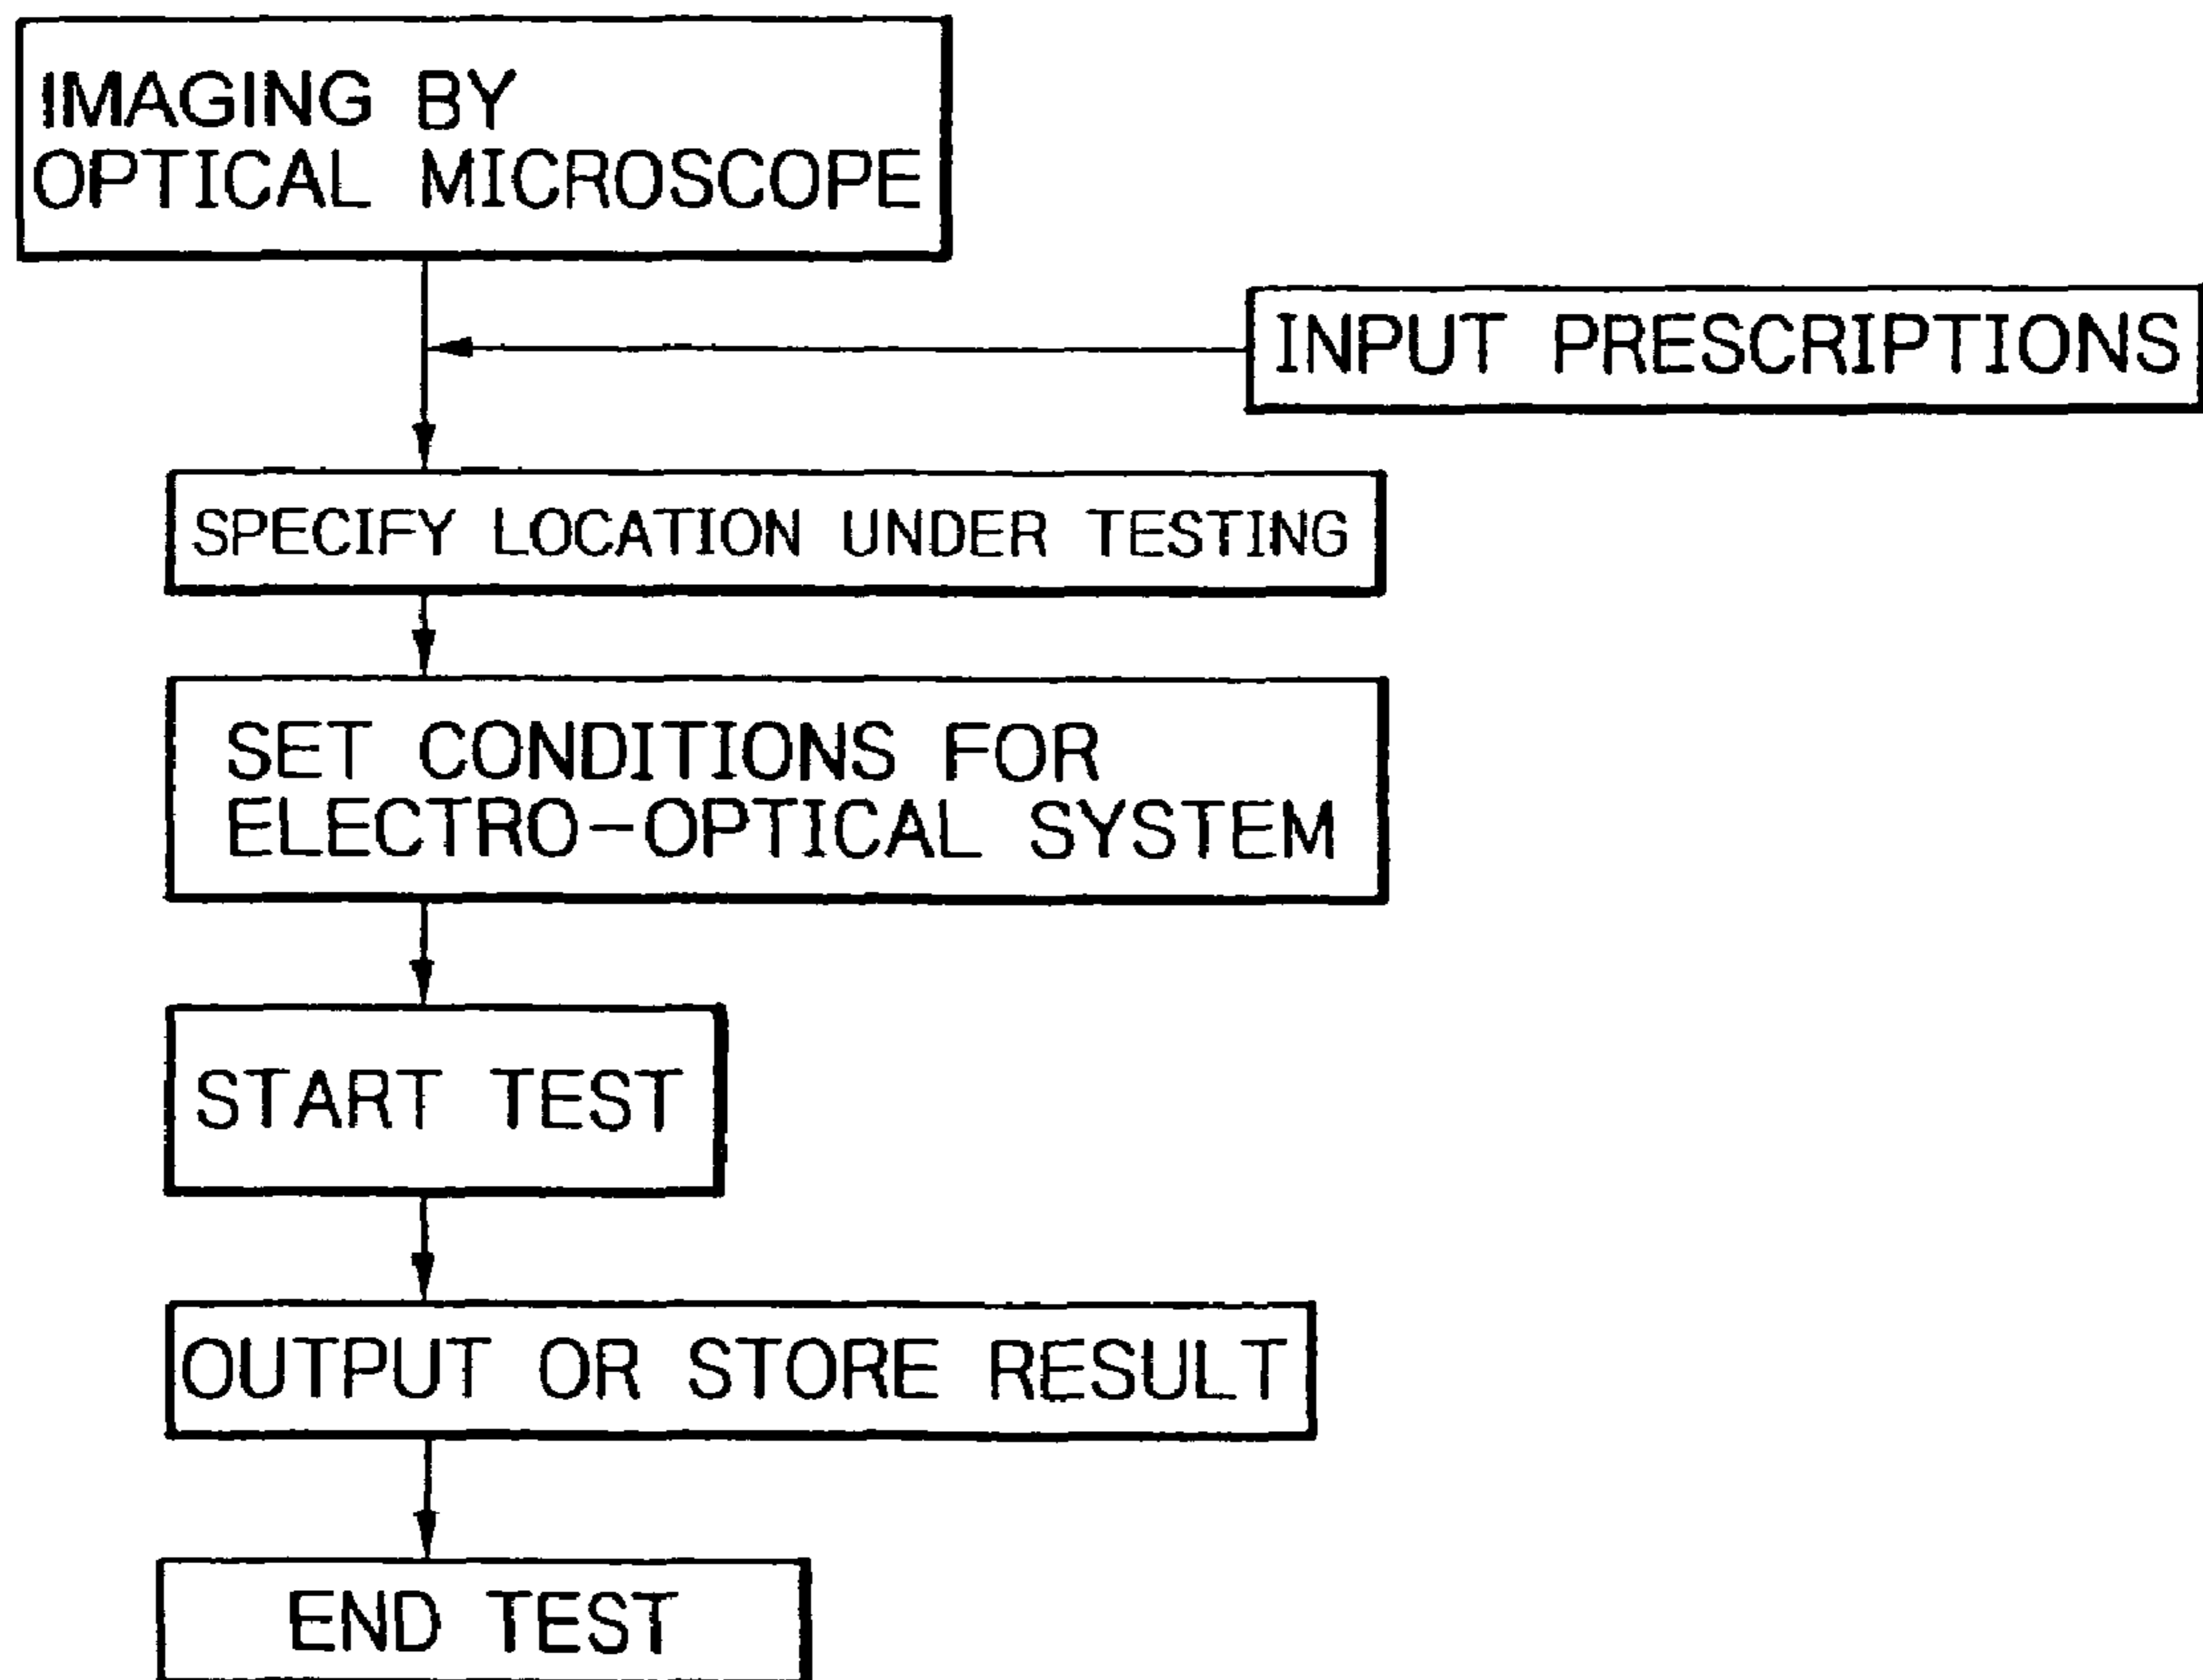 IMAGING BY
OPTICAL MICROSCOPE
INPUT PRESCRIPTIONS
SPECIFY LOCATION UNDER TESTING
SET CONDITIONS FOR
ELECTRO-OPTICAL SYSTEM
START TEST
OUTPUT OR STORE RESULT
END TEST